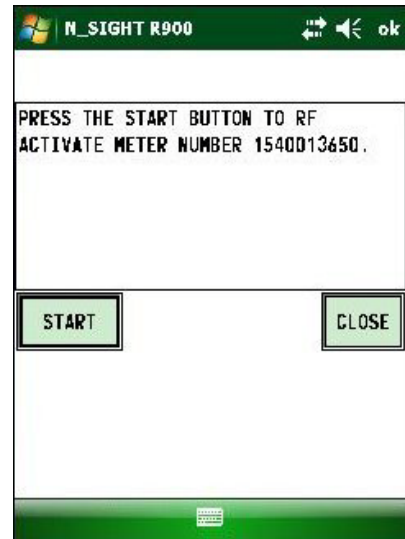 N_SIGHT R900 ok
PRESS THE START BUTTON TO RF
ACTIVATE METER NUMBER 1540013650.
START CLOSE